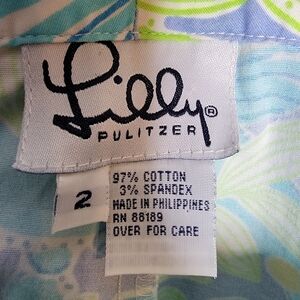 Lilly®
PULITZER
2
97% COTTON
3% SPANDEX
MADE IN PHILIPPINES
RN 88189
OVER FOR CARE